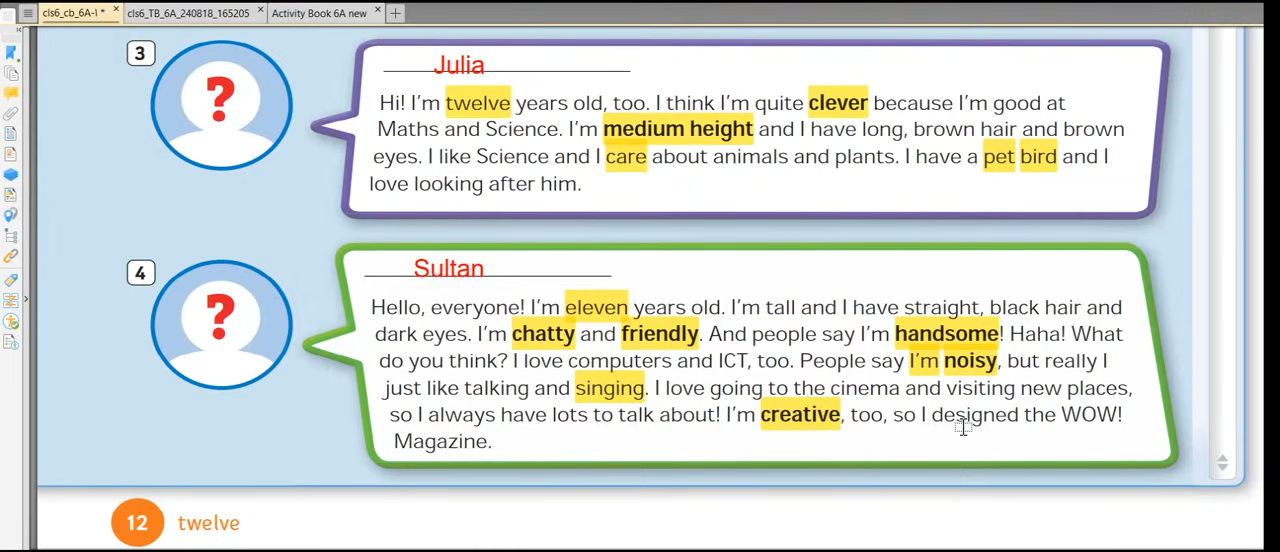 cls6_cb_6A-l *
cls6_TB_6A_240818_165205
Activity Book 6A new
3
?
Julia
Hi! I'm twelve years old, too. I think I'm quite clever because I'm good at
Maths and Science. I'm medium height and I have long, brown hair and brown
eyes. I like Science and I care about animals and plants. I have a pet bird and I
love looking after him.
4
?
Sultan
Hello, everyone! I'm eleven years old. I'm tall and I have straight, black hair and
dark eyes. I'm chatty and friendly. And people say I'm handsome! Haha! What
do you think? I love computers and ICT, too. People say I'm noisy, but really I
just like talking and singing. I love going to the cinema and visiting new places,
so I always have lots to talk about! I'm creative, too, so I designed the WOW!
Magazine.
12 twelve